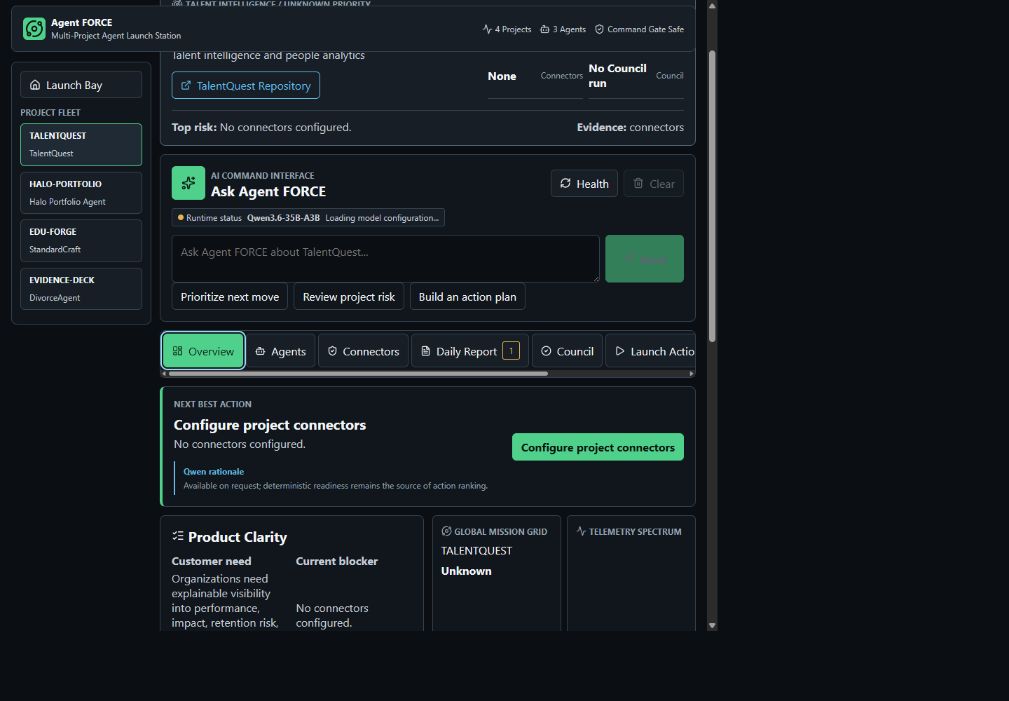 TALENT INTELLIGENCE / UNKNOWN PRIORITY
Agent FORCE
Multi-Project Agent Launch Station
4 Projects
3 Agents
Command Gate Safe
Launch Bay
PROJECT FLEET
TALENTQUEST
TalentQuest
HALO-PORTFOLIO
Halo Portfolio Agent
EDU-FORGE
StandardCraft
EVIDENCE-DECK
DivorceAgent
Talent intelligence and people analytics
TalentQuest Repository
None
Connectors
No Council run
Council
Top risk: No connectors configured.
Evidence: connectors
AI COMMAND INTERFACE
Ask Agent FORCE
Health
Clear
Runtime status Qwen3.6-35B-A3B Loading model configuration...
Ask Agent FORCE about TalentQuest...
Prioritize next move
Review project risk
Build an action plan
Overview
Agents
Connectors
Daily Report 1
Council
Launch Actio
NEXT BEST ACTION
Configure project connectors
No connectors configured.
Configure project connectors
Qwen rationale
Available on request; deterministic readiness remains the source of action ranking.
Product Clarity
Customer need
Organizations need
explainable visibility
into performance,
impact, retention risk,
Current blocker
No connectors
configured.
GLOBAL MISSION GRID
TALENTQUEST
Unknown
TELEMETRY SPECTRUM